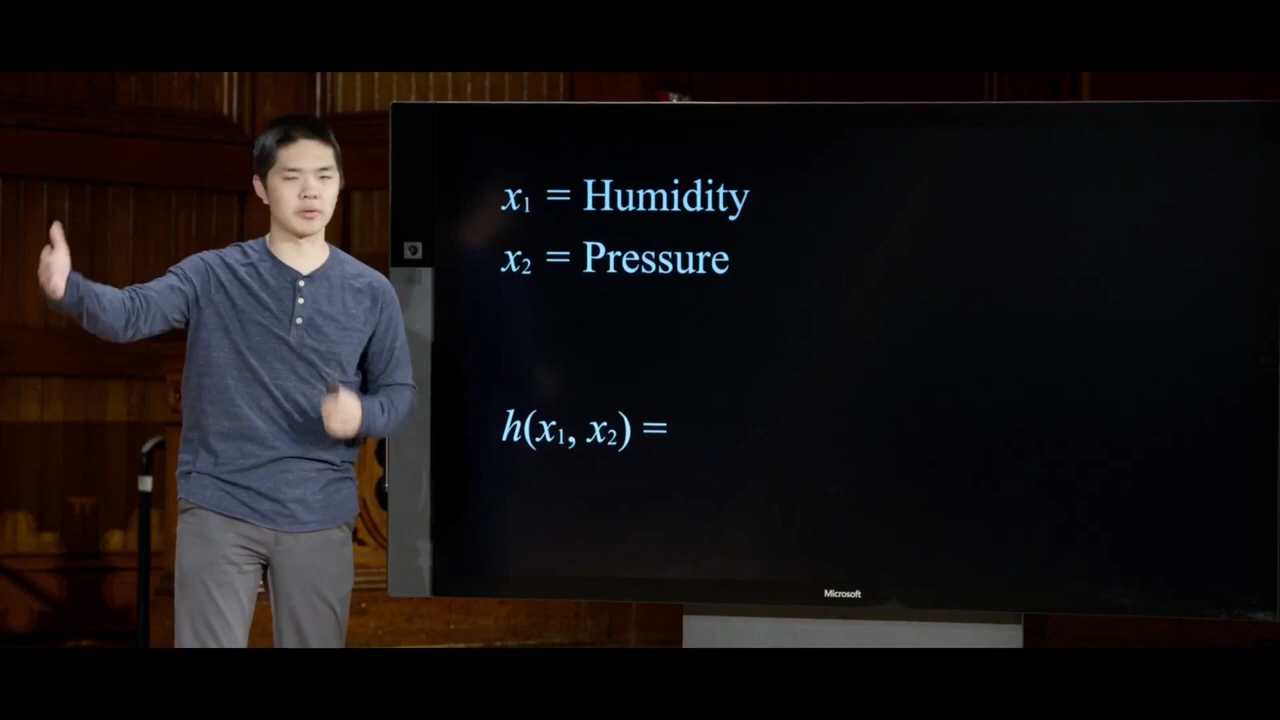 x₁ = Humidity
x₂ = Pressure
h(x₁, x₂) =
Microsoft